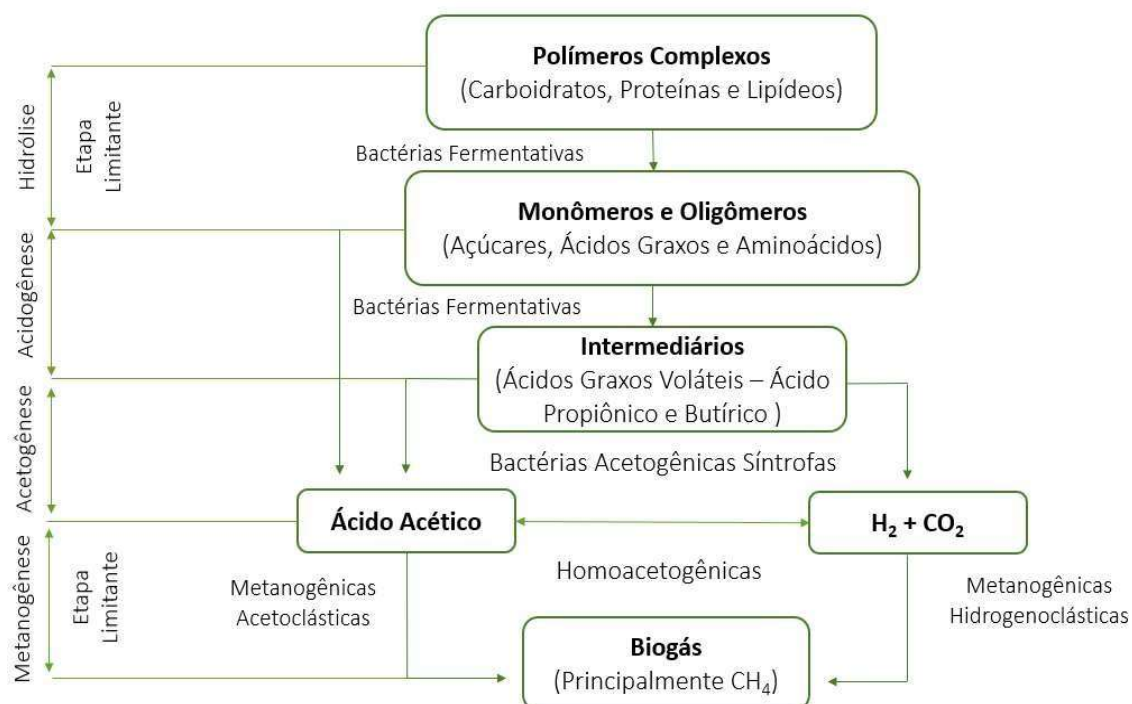 Polímeros Complexos
(Carboidratos, Proteínas e Lipídeos)
Hidrólise
Etapa
Limitante
Bactérias Fermentativas
Monômeros e Oligômeros
(Açúcares, Ácidos Graxos e Aminoácidos)
Acidogênese
Bactérias Fermentativas
Intermediários
(Ácidos Graxos Voláteis – Ácido
Propiônico e Butírico )
Acetogênese
Bactérias Acetogênicas Síntrofas
Ácido Acético
H₂ + CO₂
Homoacetogênicas
Metanogênese
Etapa
Limitante
Metanogênicas
Acetoclásticas
Metanogênicas
Hidrogenoclásticas
Biogás
(Principalmente CH₄)